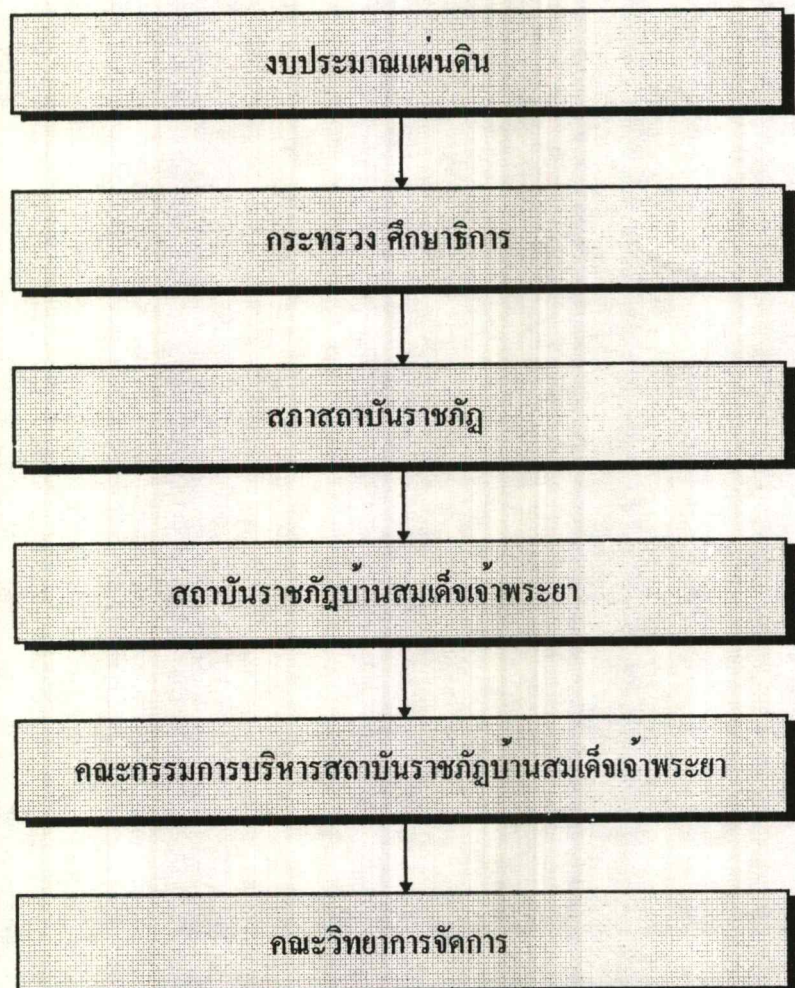 งบประมาณแผ่นดิน
กระทรวง ศึกษาธิการ
สภาสถาบันราชภัฏ
สถาบันราชภัฏบ้านสมเด็จเจ้าพระยา
คณะกรรมการบริหารสถาบันราชภัฏบ้านสมเด็จเจ้าพระยา
คณะวิทยาการจัดการ